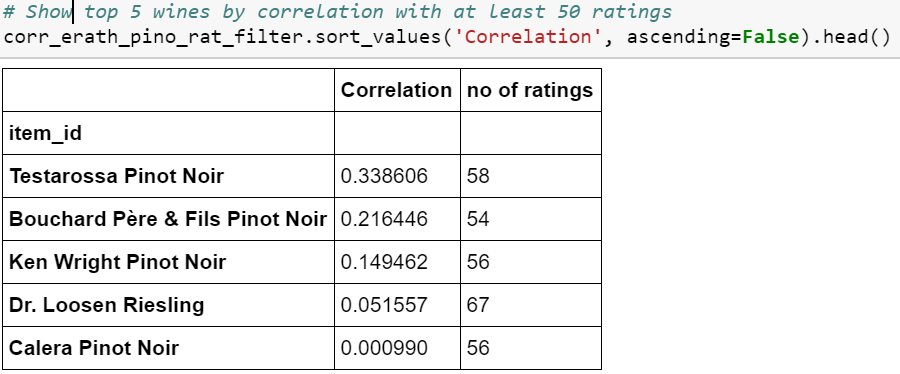 # Show top 5 wines by correlation with at least 50 ratings
corr_erath_pino_rat_filter.sort_values('Correlation', ascending=False).head()
Correlation no of ratings
item_id
Testarossa Pinot Noir 0.338606 58
Bouchard Père & Fils Pinot Noir 0.216446 54
Ken Wright Pinot Noir 0.149462 56
Dr. Loosen Riesling 0.051557 67
Calera Pinot Noir 0.000990 56